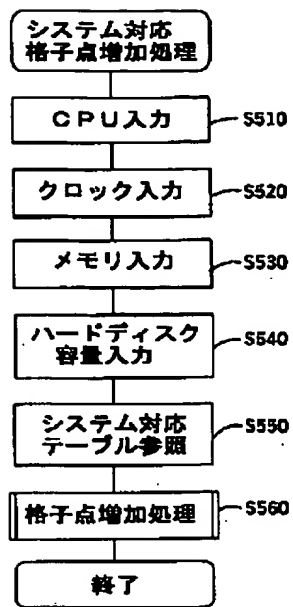 システム対応
格子点増加処理
CPU入力
S510
クロック入力
S520
メモリ入力
S530
ハードディスク
容量入力
S540
システム対応
テーブル参照
S550
格子点増加処理
S560
終了